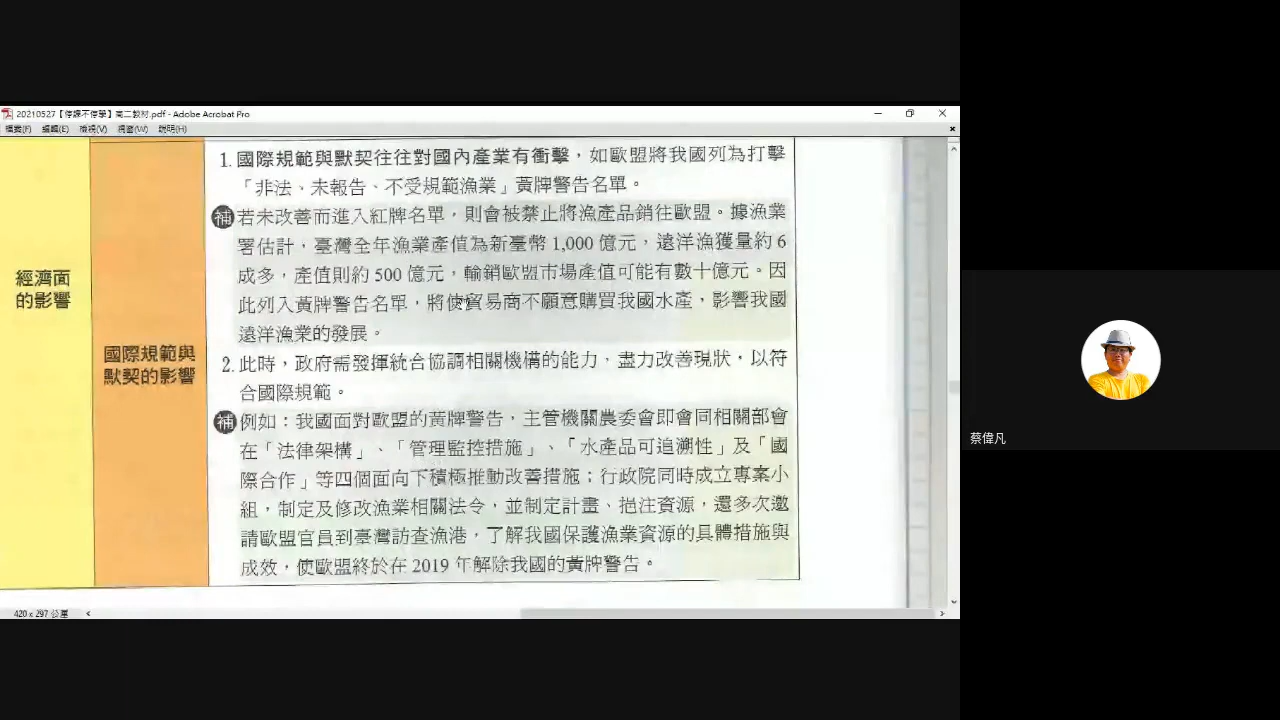 20210527【停課不停學】高二教材.pdf - Adobe Acrobat Pro
檔案(F) 編輯(E) 檢視(V) 視窗(W) 說明(H)
經濟面
的影響
國際規範與
默契的影響
1. 國際規範與默契往往對國內產業有衝擊，如歐盟將我國列為打擊
「非法、未報告、不受規範漁業」黃牌警告名單。
補 若未改善而進入紅牌名單，則會被禁止將漁產品銷往歐盟。據漁業
署估計，臺灣全年漁業產值為新臺幣 1,000 億元，遠洋漁獲量約 6
成多，產值則約 500 億元，輸銷歐盟市場產值可能有數十億元。因
此列入黃牌警告名單，將使貿易商不願意購買我國水產，影響我國
遠洋漁業的發展。
2. 此時，政府需發揮統合協調相關機構的能力，盡力改善現狀，以符
合國際規範。
補 例如：我國面對歐盟的黃牌警告，主管機關農委會即會同相關部會
在「法律架構」、「管理監控措施」、「水產品可追溯性」及「國
際合作」等四個面向下積極推動改善措施；行政院同時成立專案小
組，制定及修改漁業相關法令，並制定計畫、挹注資源，還多次邀
請歐盟官員到臺灣訪查漁港，了解我國保護漁業資源的具體措施與
成效，使歐盟終於在 2019 年解除我國的黃牌警告。
420 x 297 公厘
蔡偉凡